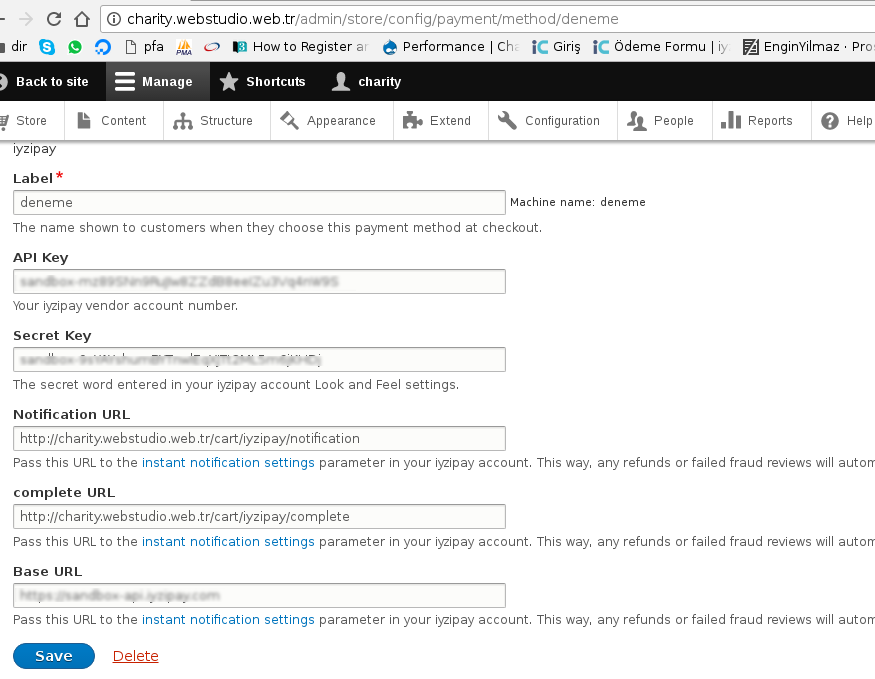 charity.webstudio.web.tr/admin/store/config/payment/method/deneme
dir pfa PMA How to Register ar Performance | Cha Giriş Ödeme Formu | iy EnginYilmaz · Pro
Back to site Manage Shortcuts charity
Store Content Structure Appearance Extend Configuration People Reports Help
iyzipay
Label*
deneme Machine name: deneme
The name shown to customers when they choose this payment method at checkout.
API Key
Your iyzipay vendor account number.
Secret Key
The secret word entered in your iyzipay account Look and Feel settings.
Notification URL
http://charity.webstudio.web.tr/cart/iyzipay/notification
Pass this URL to the instant notification settings parameter in your iyzipay account. This way, any refunds or failed fraud reviews will autom
complete URL
http://charity.webstudio.web.tr/cart/iyzipay/complete
Pass this URL to the instant notification settings parameter in your iyzipay account. This way, any refunds or failed fraud reviews will autom
Base URL
https://sandbox-api.iyzipay.com
Pass this URL to the instant notification settings parameter in your iyzipay account. This way, any refunds or failed fraud reviews will autom
Save Delete